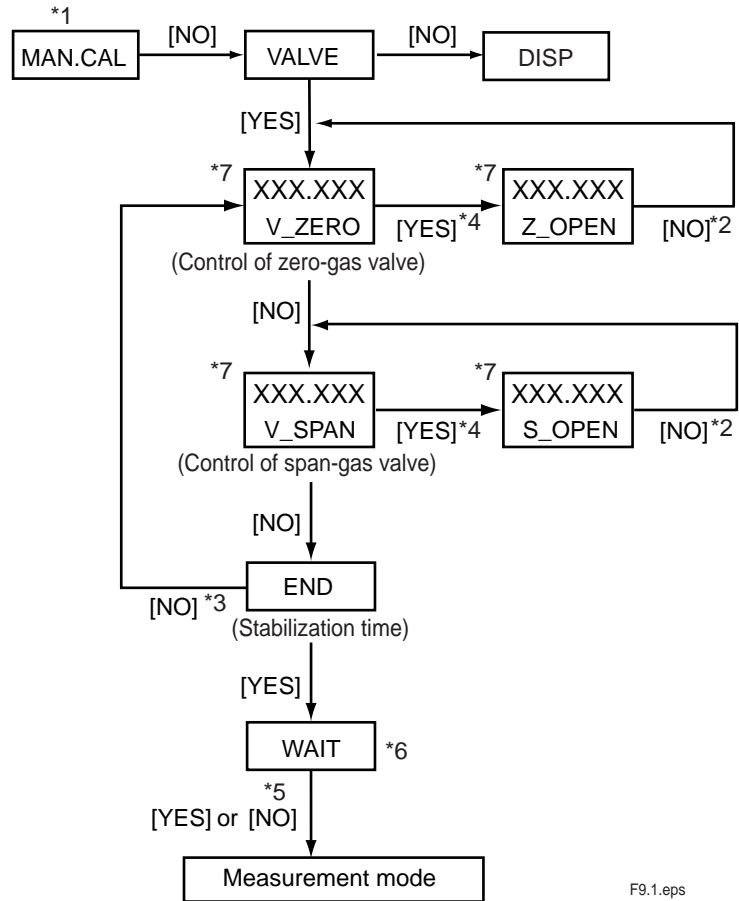 *1
MAN.CAL
[NO]
VALVE
[NO]
DISP
[YES]
*7
XXX.XXX
V_ZERO
[YES]*4
*7
XXX.XXX
Z_OPEN
[NO]*2
(Control of zero-gas valve)
[NO]
*7
XXX.XXX
V_SPAN
[YES]*4
*7
XXX.XXX
S_OPEN
[NO]*2
(Control of span-gas valve)
[NO]
END
[NO] *3
(Stabilization time)
[YES]
WAIT
*6
*5
[YES] or [NO]
Measurement mode
F9.1.eps